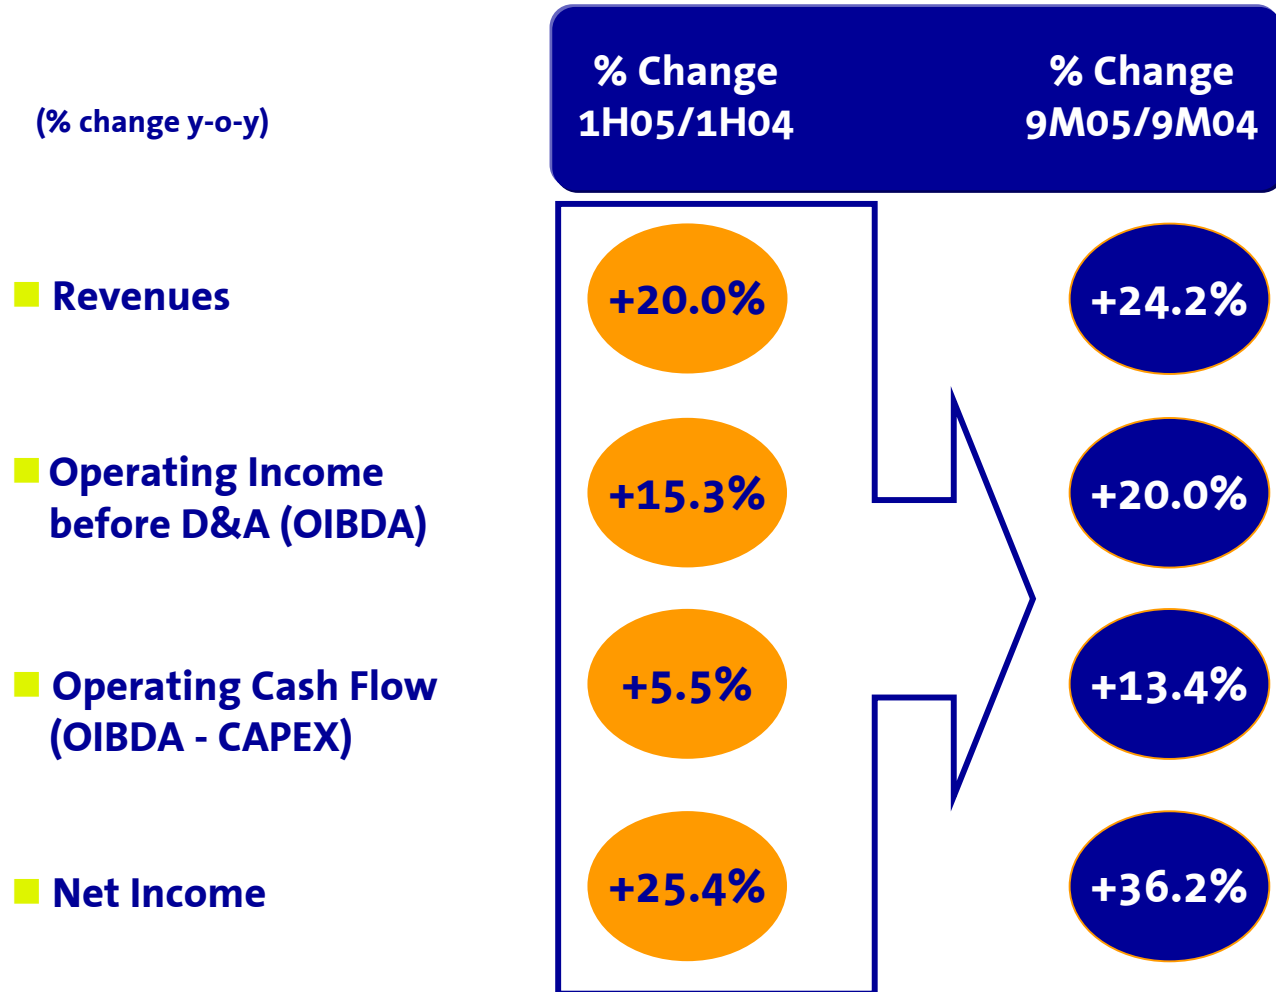 % Change
1H05/1H04
% Change
9M05/9M04
(% change y-o-y)
Revenues
+20.0%
+24.2%
Operating Income
before D&A (OIBDA)
+15.3%
+20.0%
Operating Cash Flow
(OIBDA - CAPEX)
+5.5%
+13.4%
Net Income
+25.4%
+36.2%